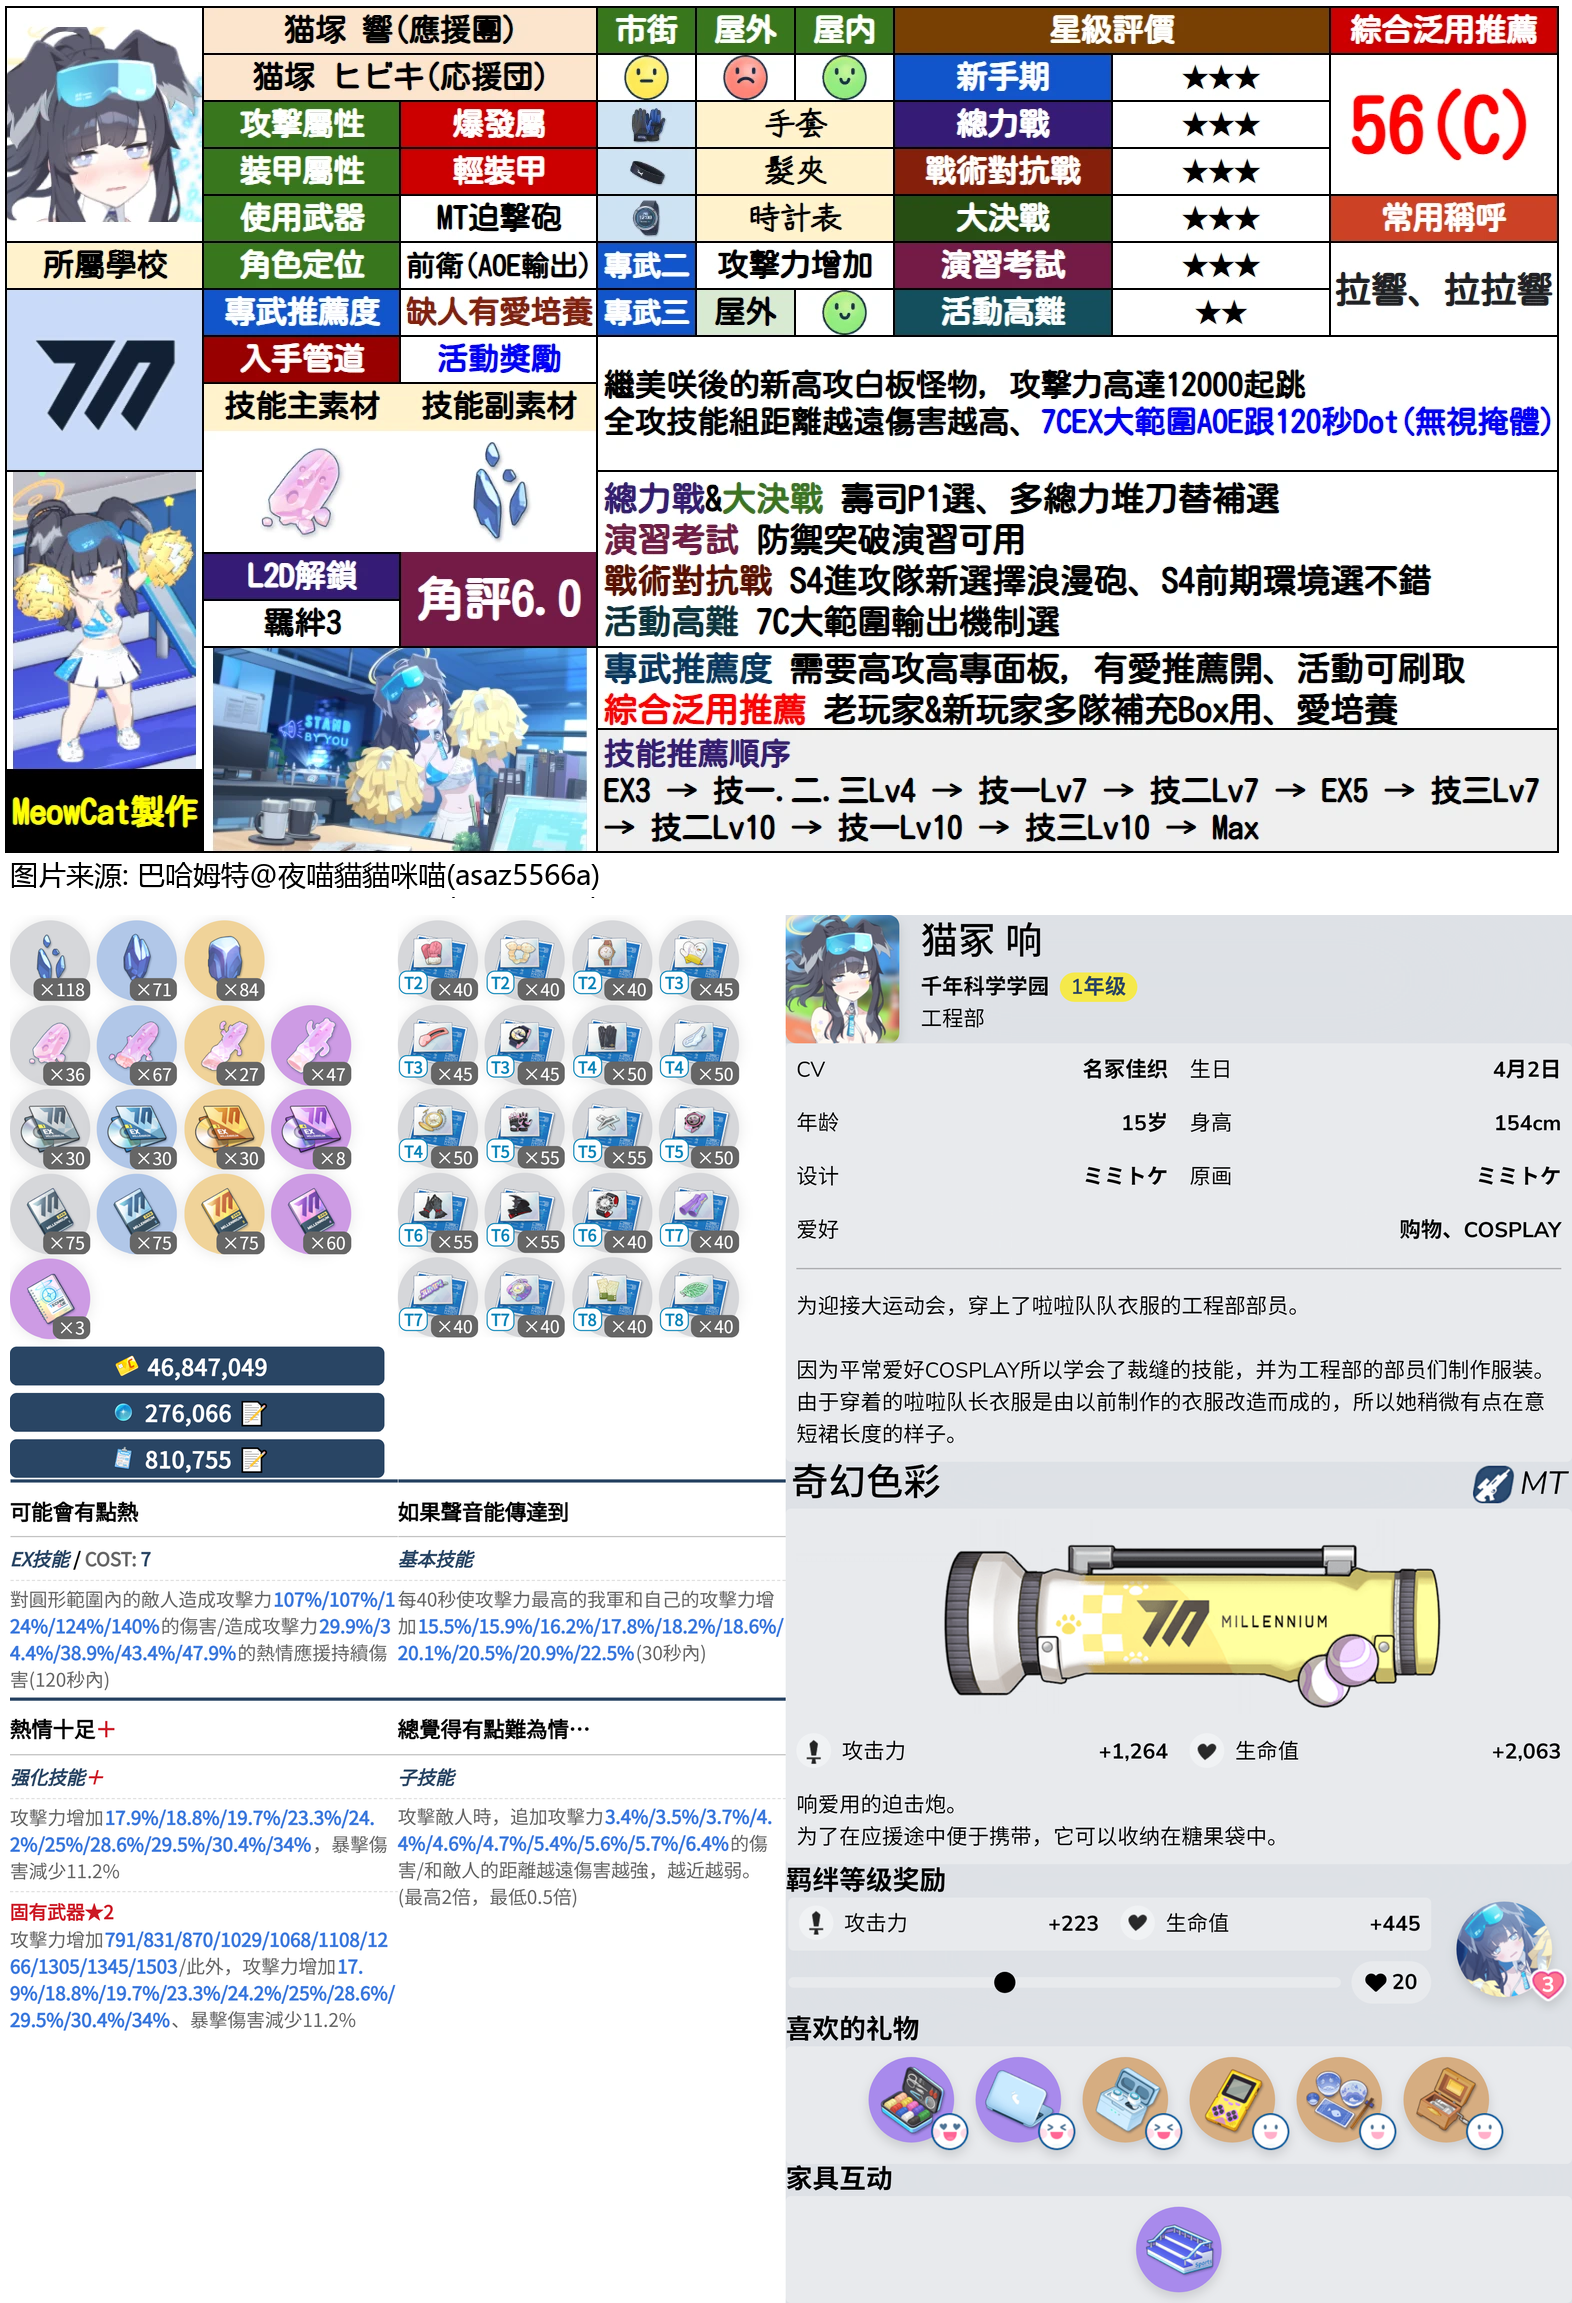 猫塚 響(應援團)
市街
屋外
屋内
星級評價
綜合泛用推薦
猫塚 ヒビキ(応援団)
新手期
★★★
56(C)
攻擊屬性
爆發屬
手套
總力戰
★★★
裝甲屬性
輕裝甲
髮夾
戰術對抗戰
★★★
使用武器
MT迫擊砲
時計表
大決戰
★★★
常用稱呼
所屬學校
角色定位
前衛(AOE輸出)
專武二
攻擊力增加
演習考試
★★★
拉響、拉拉響
專武推薦度
缺人有愛培養
專武三
屋外
活動高難
★★
入手管道
活動獎勵
繼美咲後的新高攻白板怪物, 攻擊力高達12000起跳
全攻技能組距離越遠傷害越高、7CEX大範圍AOE跟120秒Dot(無視掩體)
技能主素材
技能副素材
總力戰&大決戰 壽司P1選、多總力堆刀替補選
演習考試 防禦突破演習可用
戰術對抗戰 S4進攻隊新選擇浪漫砲、S4前期環境選不錯
活動高難 7C大範圍輸出機制選
L2D解鎖
羈絆3
角評6.0
專武推薦度 需要高攻高專面板, 有愛推薦開、活動可刷取
綜合泛用推薦 老玩家&新玩家多隊補充Box用、愛培養
STAND
BY YOU
技能推薦順序
EX3 → 技一.二.三Lv4 → 技一Lv7 → 技二Lv7 → EX5 → 技三Lv7
→ 技二Lv10 → 技一Lv10 → 技三Lv10 → Max
MeowCat製作
图片来源: 巴哈姆特@夜喵貓貓咪喵(asaz5566a)
×118
×71
×84
×36
×67
×27
×47
×30
×30
×30
×8
×75
×75
×75
×60
×3
46,847,049
276,066
810,755
T2 ×40
T2 ×40
T2 ×40
T3 ×45
T3 ×45
T3 ×45
T4 ×50
T4 ×50
T4 ×50
T5 ×55
T5 ×55
T5 ×50
T6 ×55
T6 ×55
T6 ×40
T7 ×40
T7 ×40
T7 ×40
T8 ×40
T8 ×40
可能會有點熱
EX技能 / COST: 7
對圓形範圍內的敵人造成攻擊力107%/107%/1
24%/124%/140%的傷害/造成攻擊力29.9%/3
4.4%/38.9%/43.4%/47.9%的熱情應援持續傷
害(120秒內)
如果聲音能傳達到
基本技能
每40秒使攻擊力最高的我軍和自己的攻擊力增
加15.5%/15.9%/16.2%/17.8%/18.2%/18.6%/
20.1%/20.5%/20.9%/22.5%(30秒內)
熱情十足＋
强化技能＋
攻擊力增加17.9%/18.8%/19.7%/23.3%/24.
2%/25%/28.6%/29.5%/30.4%/34%，暴擊傷
害減少11.2%
固有武器★2
攻擊力增加791/831/870/1029/1068/1108/12
66/1305/1345/1503/此外，攻擊力增加17.
9%/18.8%/19.7%/23.3%/24.2%/25%/28.6%/
29.5%/30.4%/34%、暴擊傷害減少11.2%
總覺得有點難為情…
子技能
攻擊敵人時，追加攻擊力3.4%/3.5%/3.7%/4.
4%/4.6%/4.7%/5.4%/5.6%/5.7%/6.4%的傷
害/和敵人的距離越遠傷害越強，越近越弱。
(最高2倍，最低0.5倍)
猫冢 响
千年科学学园 1年级
工程部
CV 名冢佳织 生日 4月2日
年龄 15岁 身高 154cm
设计 ミミトケ 原画 ミミトケ
爱好 购物、COSPLAY
为迎接大运动会，穿上了啦啦队队衣服的工程部部员。
因为平常爱好COSPLAY所以学会了裁缝的技能，并为工程部的部员们制作服装。
由于穿着的啦啦队长衣服是由以前制作的衣服改造而成的，所以她稍微有点在意
短裙长度的样子。
奇幻色彩
MT
MILLENNIUM
攻击力 +1,264 生命值 +2,063
响爱用的迫击炮。
为了在应援途中便于携带，它可以收纳在糖果袋中。
羁绊等级奖励
攻击力 +223 生命值 +445
20
3
喜欢的礼物
家具互动